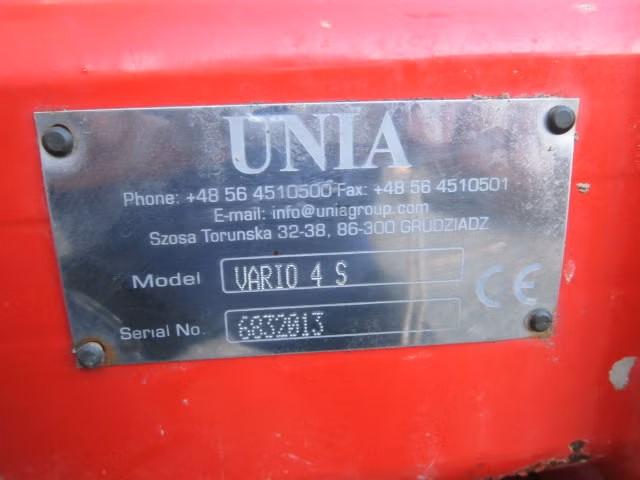 UNIA
Phone: +48 56 4510500 Fax: +48 56 4510501
E-mail: info@uniagroup.com
Szosa Torunska 32-38, 86-300 GRUDZIADZ
Model VARIO 4 S
CE
Serial No. 6832013